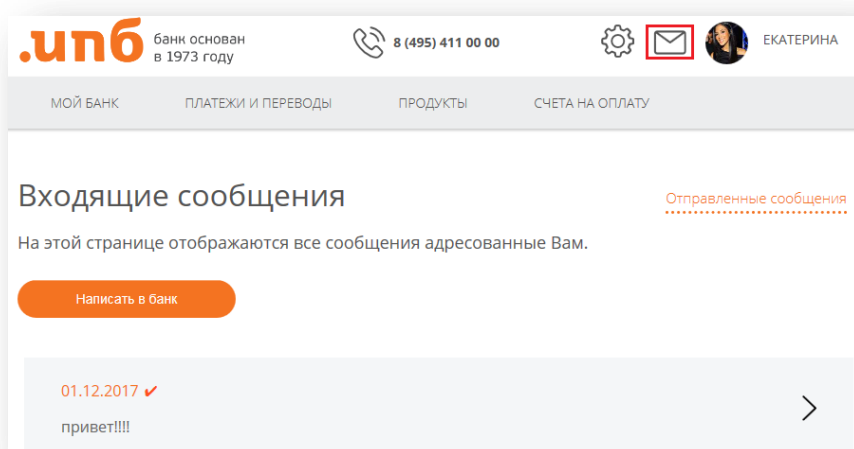 .ипб
банк основан
в 1973 году
8 (495) 411 00 00
ЕКАТЕРИНА
МОЙ БАНК ПЛАТЕЖИ И ПЕРЕВОДЫ ПРОДУКТЫ СЧЕТА НА ОПЛАТУ
Входящие сообщения
Отправленные сообщения
На этой странице отображаются все сообщения адресованные Вам.
Написать в банк
01.12.2017 ✔
привет!!!!